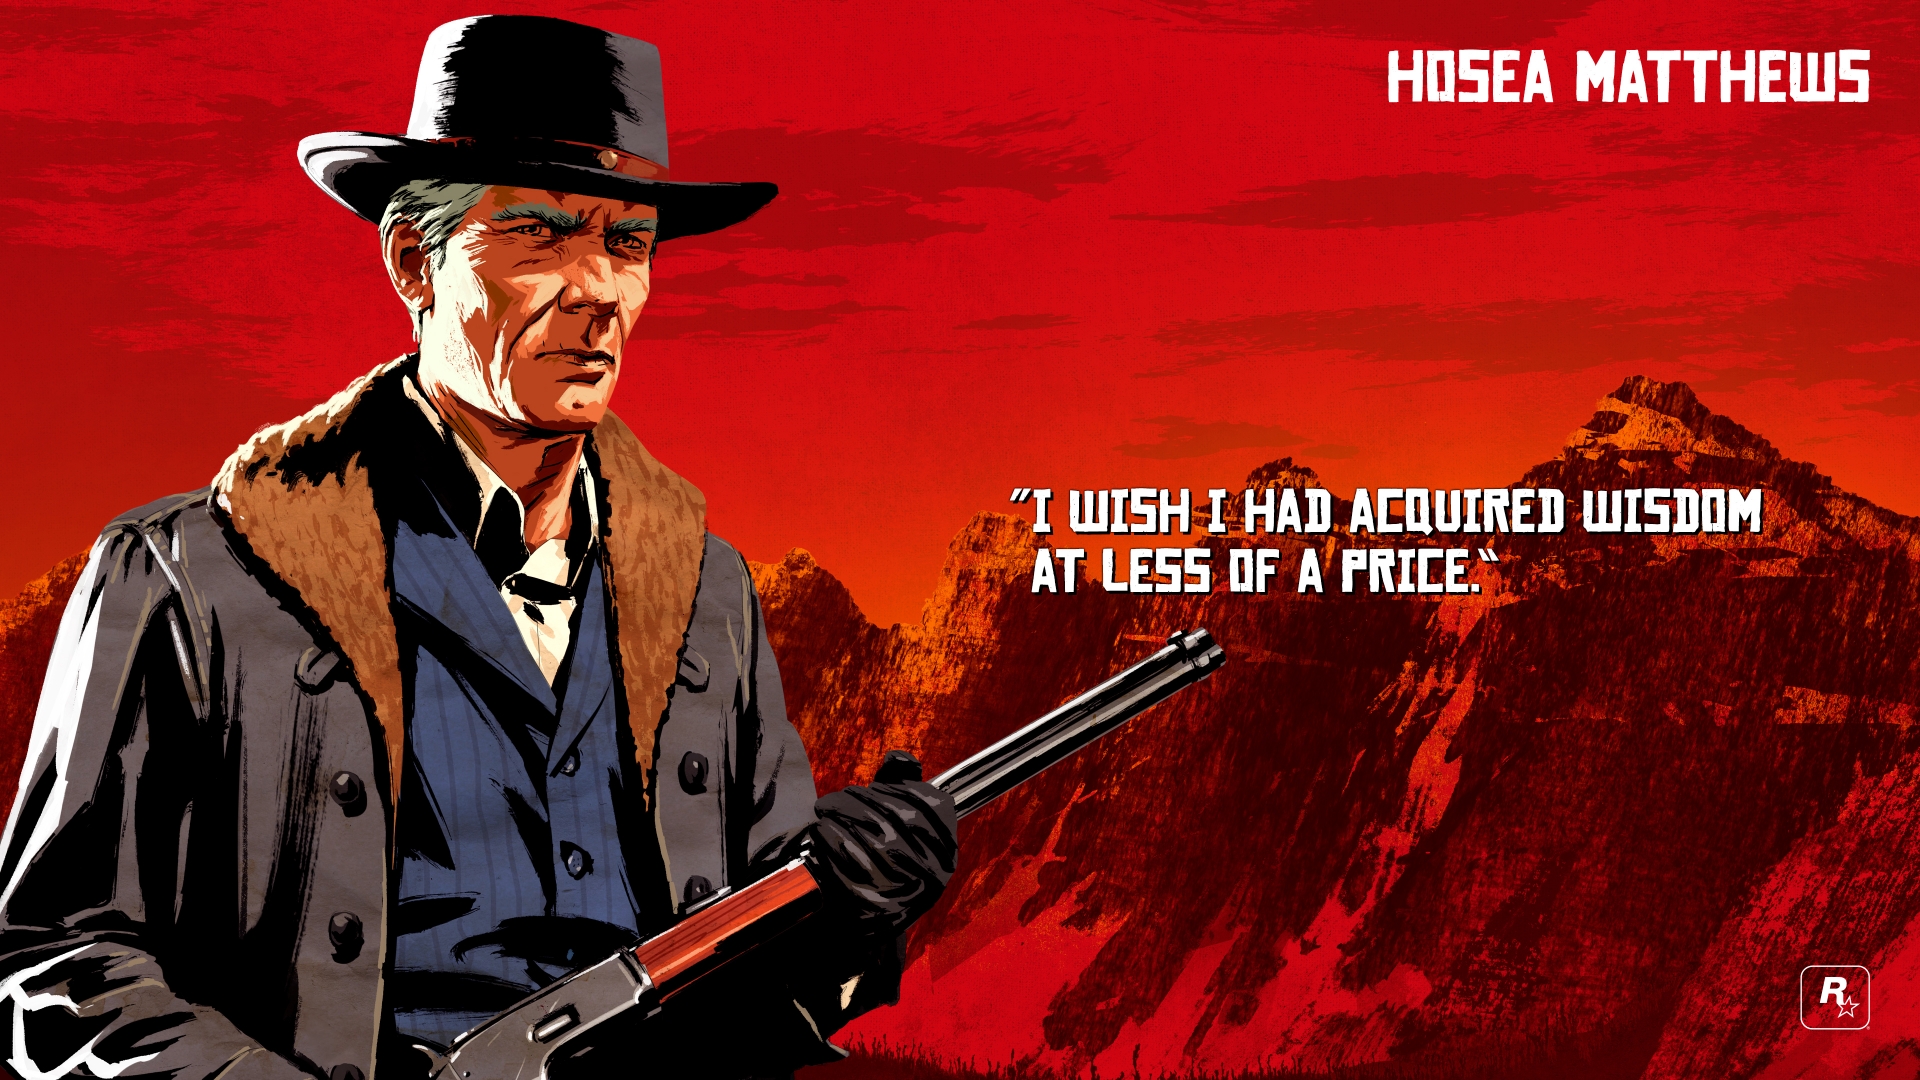 HOSEA MATTHEWS
"I WISH I HAD ACQUIRED WISDOM
AT LESS OF A PRICE."
R